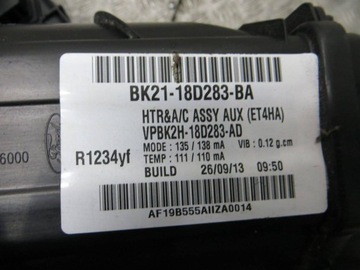 BK21-18D283-BA
HTR&A/C ASSY AUX (ET4HA)
VPBK2H-18D283-AD
MODE : 135 / 138 mA VIB : 0.12 g.cm
R1234yf TEMP : 111 / 110 mA
BUILD 26/09/13 09:50
AF19B555AIIZA0014
6000